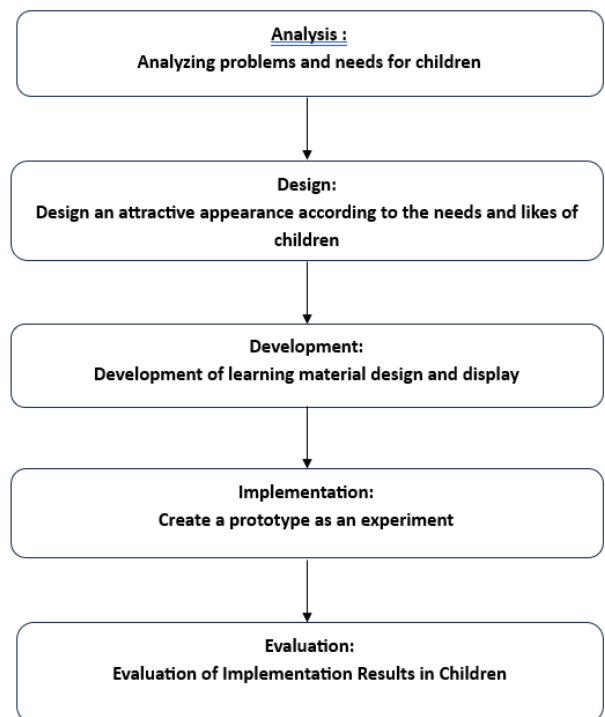 Analysis :
Analyzing problems and needs for children
Design:
Design an attractive appearance according to the needs and likes of
children
Development:
Development of learning material design and display
Implementation:
Create a prototype as an experiment
Evaluation:
Evaluation of Implementation Results in Children